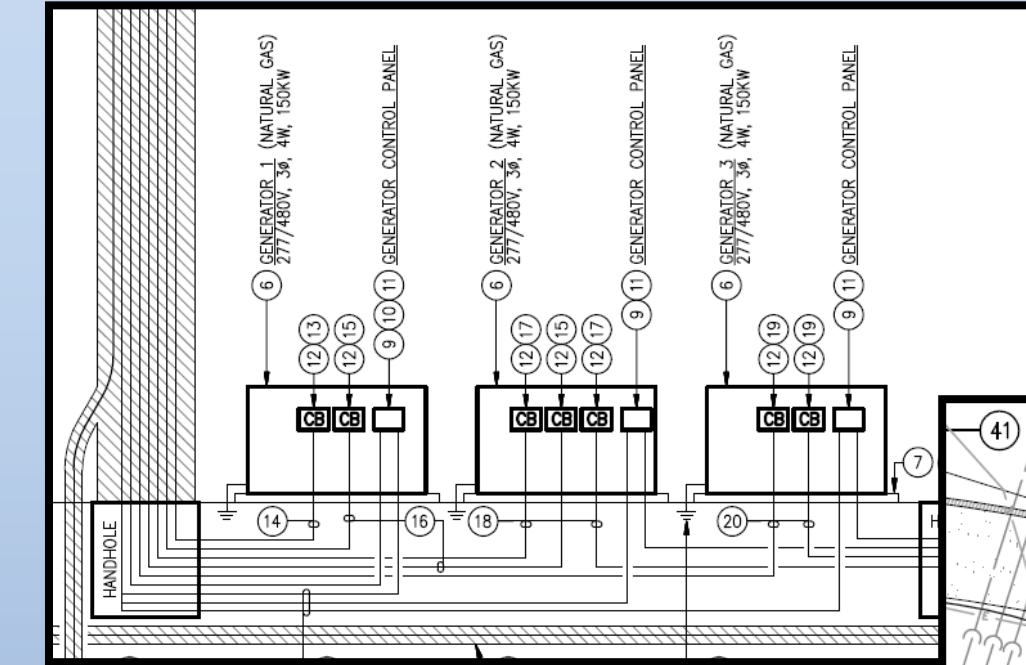 GENERATOR 1 (NATURAL GAS)
277/480V, 3ø, 4W, 150KW
GENERATOR CONTROL PANEL
GENERATOR 2 (NATURAL GAS)
277/480V, 3ø, 4W, 150KW
GENERATOR CONTROL PANEL
GENERATOR 3 (NATURAL GAS)
277/480V, 3ø, 4W, 150KW
GENERATOR CONTROL PANEL
6
12 13
12 15
9 10 11
6
12 17
12 15
12 17
9 11
6
12 19
12 19
9 11
CB CB
CB CB CB
CB CB
41
7
14
16
18
20
HANDHOLE
H